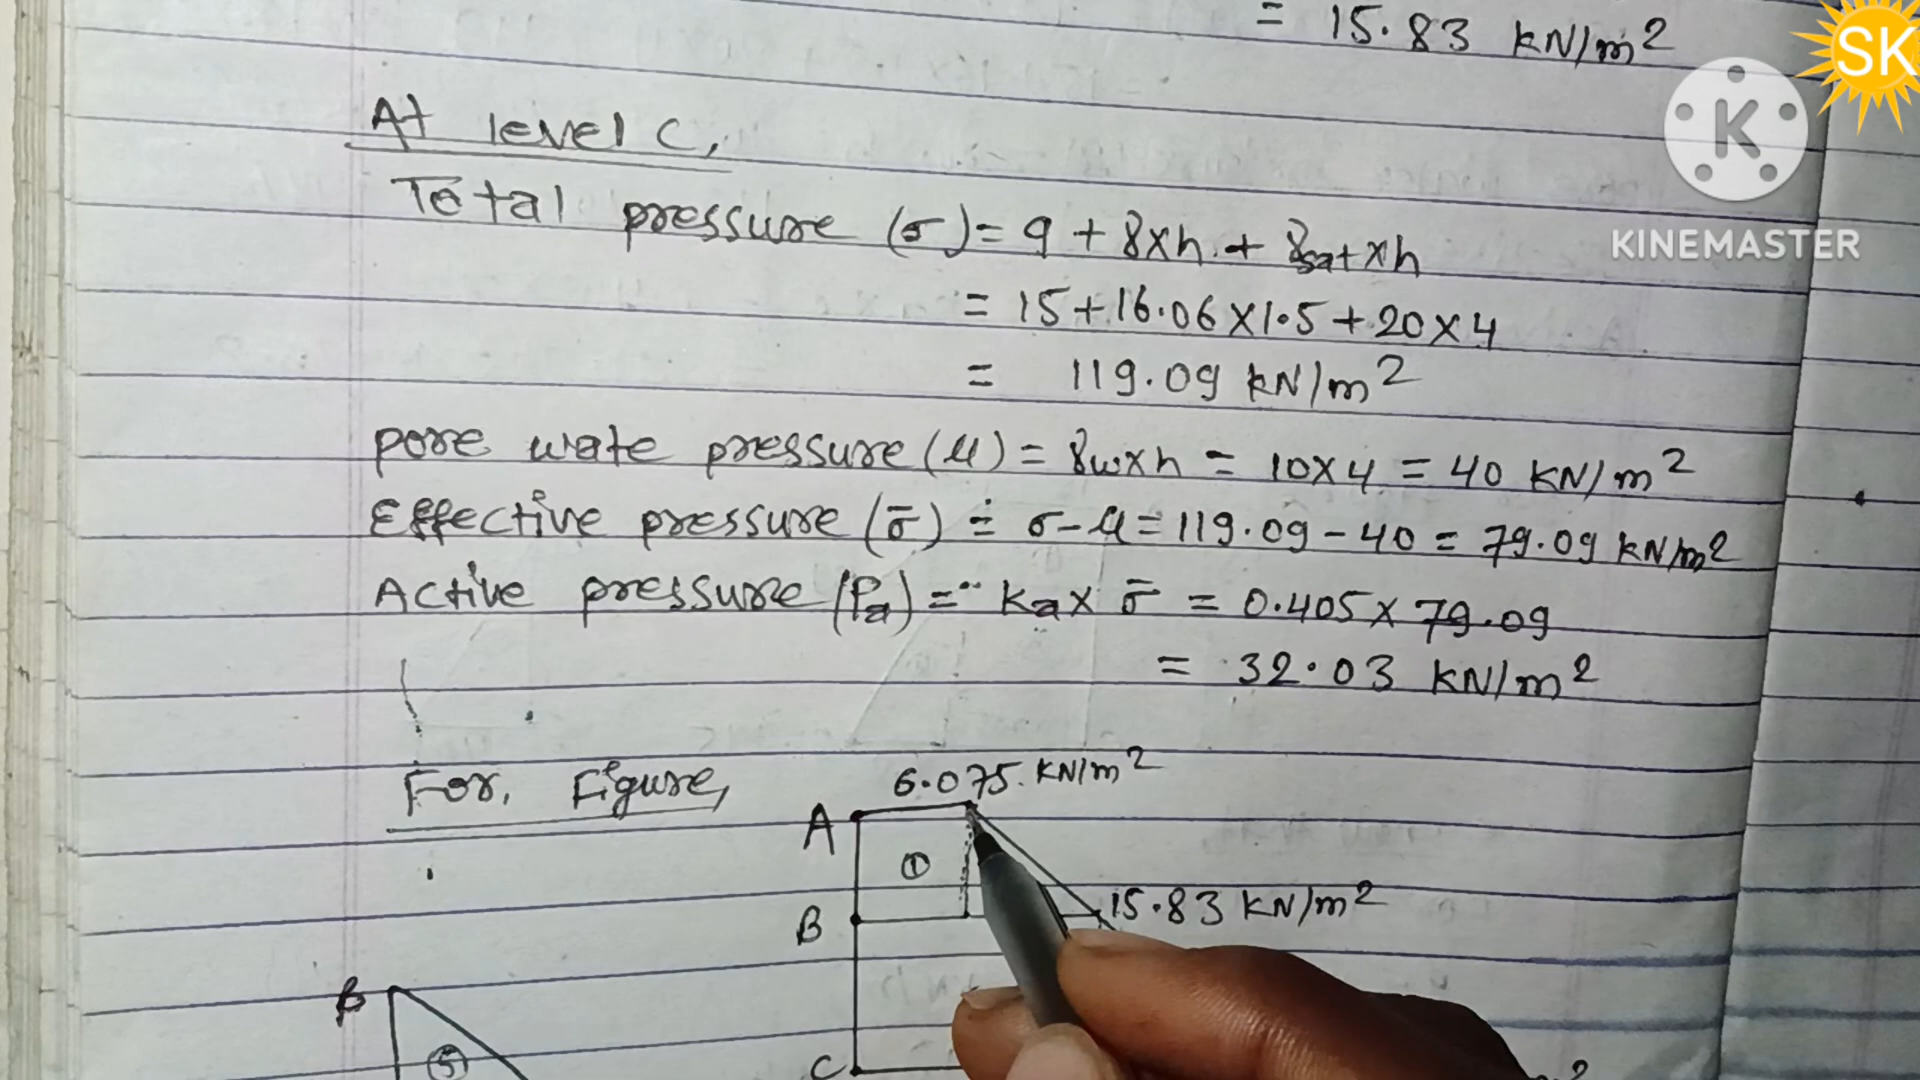 = 15.83 KN/m²
SK
K
KINEMASTER
At level C,
Total pressure (σ) = q + γ×h + γsat×h
= 15+16.06×1.5+20×4
= 119.09 kN/m²
pore wate pressure (μ) = γw×h = 10×4 = 40 KN/m²
Effective pressure (σ̄) = σ-μ = 119.09-40 = 79.09 KN/m²
Active pressure (Pa) = Ka× σ̄ = 0.405×79.09
= 32.03 KN/m²
For, Figure,
6.075 KN/m²
A
①
B
15.83 KN/m²
B
⑤
C